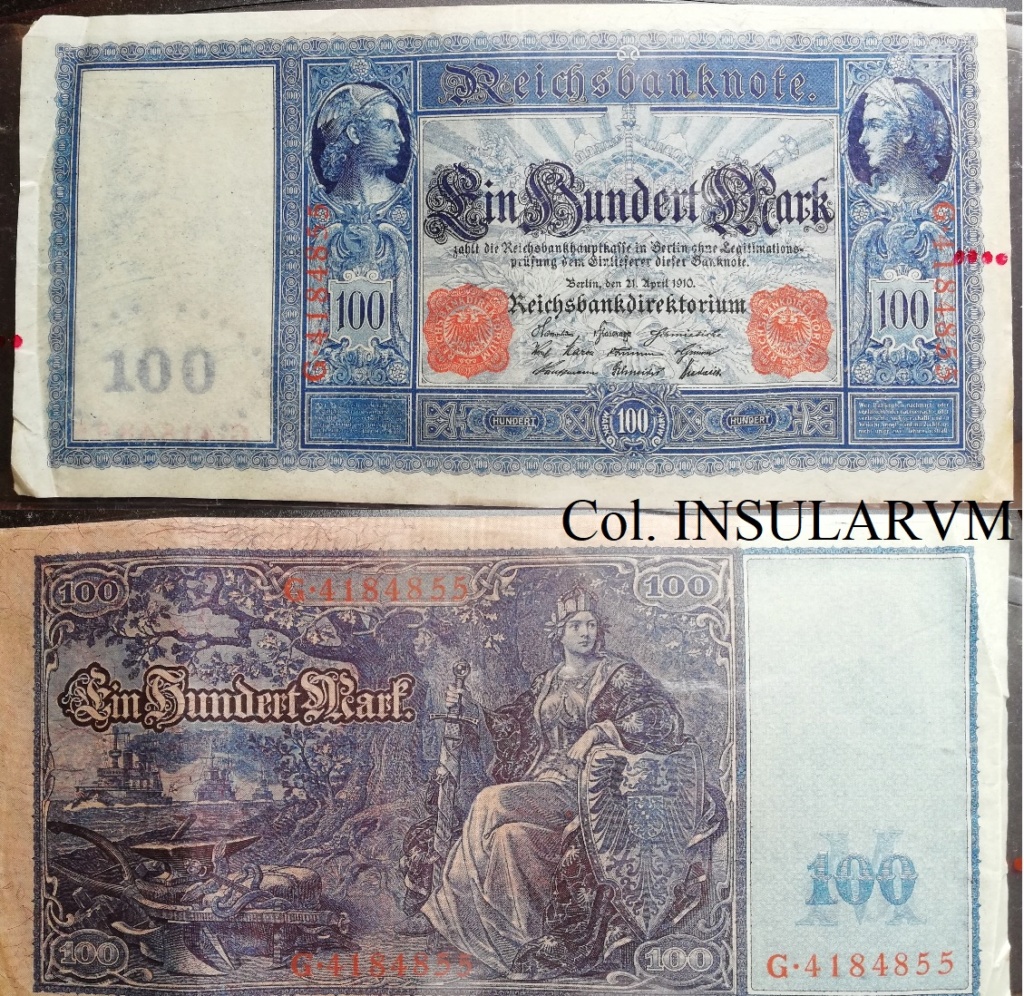 Reichsbanknote.
Ein Hundert Mark
zahlt die Reichsbankhauptkasse in Berlin ohne Legitimations-
prüfung dem Einlieferer dieser Banknote.
Berlin, den 21. April 1910.
Reichsbankdirektorium
100
100
100
G·4184855
G·4184855
HUNDERT
100
HUNDERT
Col. INSULARVM
100
G·4184855
100
Ein Hundert Mark.
M
100
100
G·4184855
100
G·4184855